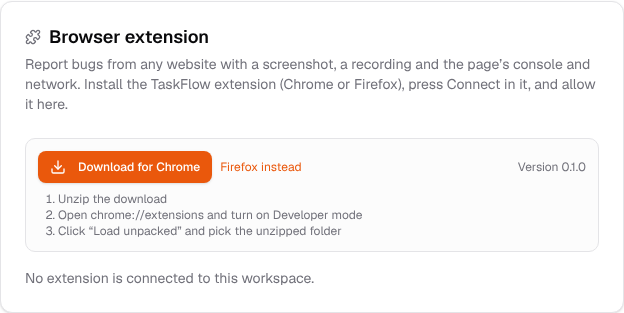 Browser extension
Report bugs from any website with a screenshot, a recording and the page’s console and
network. Install the TaskFlow extension (Chrome or Firefox), press Connect in it, and allow
it here.
Download for Chrome Firefox instead Version 0.1.0
1. Unzip the download
2. Open chrome://extensions and turn on Developer mode
3. Click “Load unpacked” and pick the unzipped folder
No extension is connected to this workspace.